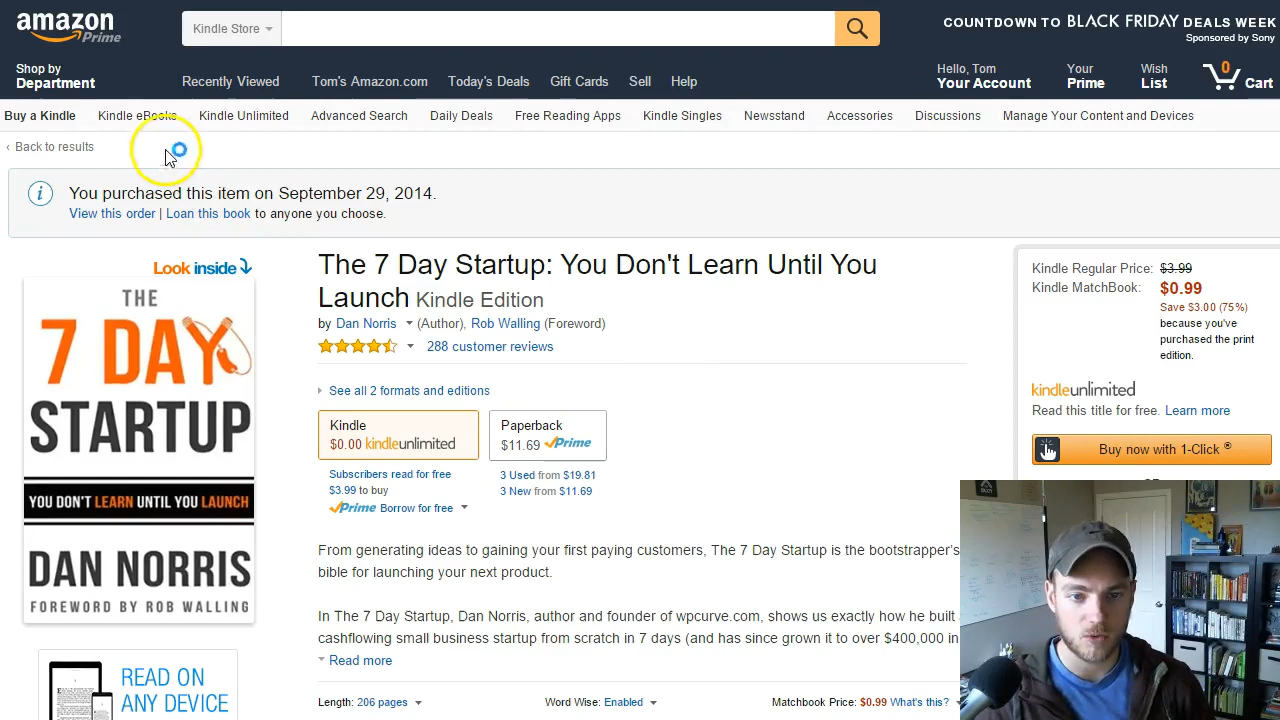 amazon
Prime
Kindle Store
COUNTDOWN TO BLACK FRIDAY DEALS WEEK
Sponsored by Sony
Shop by
Department
Recently Viewed
Tom's Amazon.com
Today's Deals
Gift Cards
Sell
Help
Hello, Tom
Your Account
Your
Prime
Wish
List
0
Cart
Buy a Kindle
Kindle eBooks
Kindle Unlimited
Advanced Search
Daily Deals
Free Reading Apps
Kindle Singles
Newsstand
Accessories
Discussions
Manage Your Content and Devices
‹ Back to results
You purchased this item on September 29, 2014.
View this order | Loan this book to anyone you choose.
Look inside
THE
7 DAY
STARTUP
YOU DON'T LEARN UNTIL YOU LAUNCH
DAN NORRIS
FOREWORD BY ROB WALLING
READ ON
ANY DEVICE
The 7 Day Startup: You Don't Learn Until You
Launch Kindle Edition
by Dan Norris (Author), Rob Walling (Foreword)
288 customer reviews
See all 2 formats and editions
Kindle
$0.00 kindleunlimited
Subscribers read for free
$3.99 to buy
Prime Borrow for free
Paperback
$11.69 Prime
3 Used from $19.81
3 New from $11.69
From generating ideas to gaining your first paying customers, The 7 Day Startup is the bootstrapper's
bible for launching your next product.
In The 7 Day Startup, Dan Norris, author and founder of wpcurve.com, shows us exactly how he built
cashflowing small business startup from scratch in 7 days (and has since grown it to over $400,000 in
Read more
Length: 206 pages
Word Wise: Enabled
Matchbook Price: $0.99 What's this?
Kindle Regular Price: $3.99
Kindle MatchBook: $0.99
Save $3.00 (75%)
because you've
purchased the print
edition.
kindleunlimited
Read this title for free. Learn more
Buy now with 1-Click ®